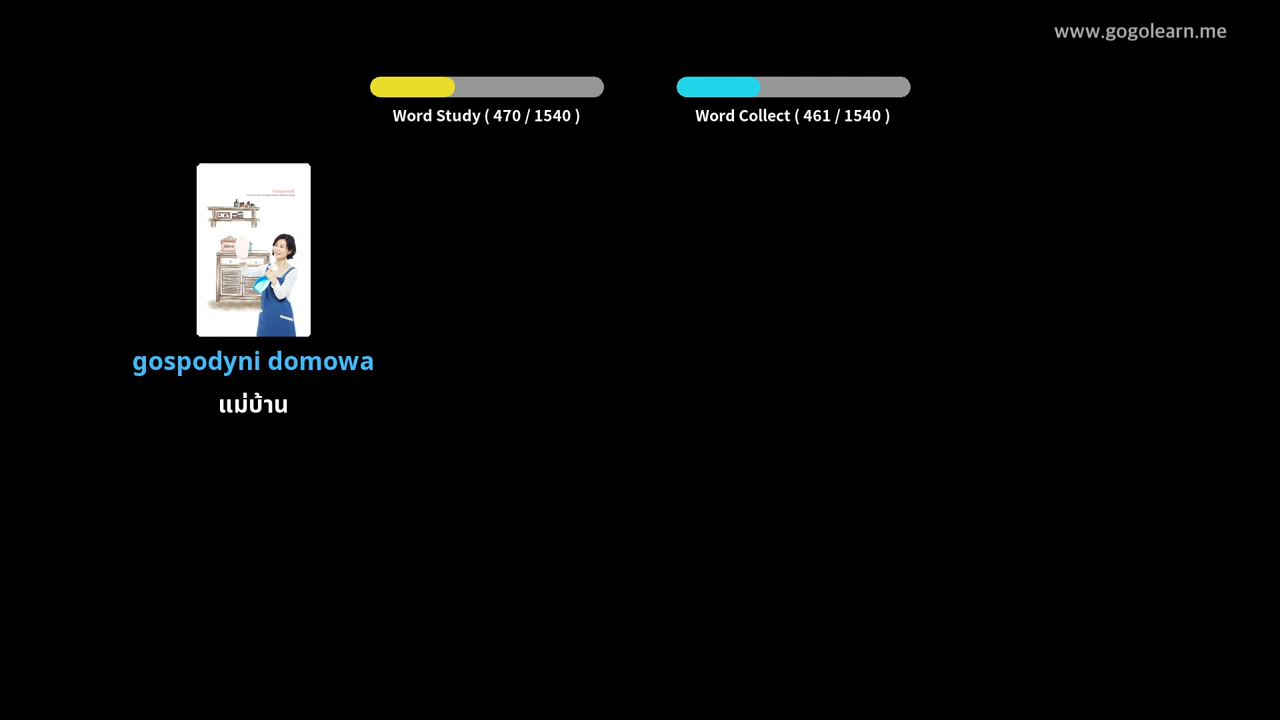 www.gogolearn.me
Word Study ( 470 / 1540 )
Word Collect ( 461 / 1540 )
gospodyni domowa
แม่บ้าน